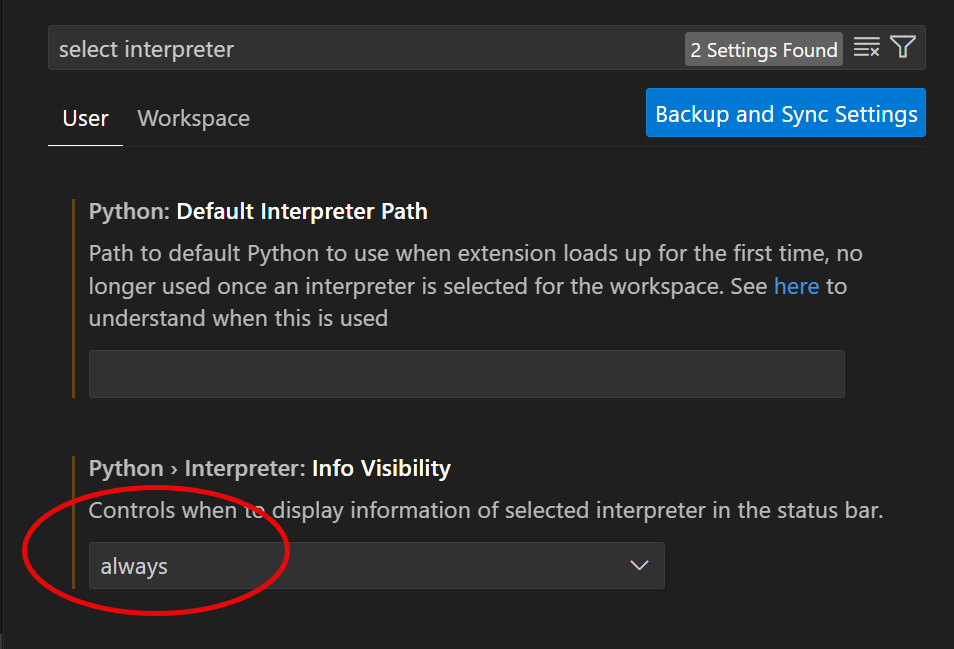 select interpreter
2 Settings Found
User Workspace
Backup and Sync Settings
Python: Default Interpreter Path
Path to default Python to use when extension loads up for the first time, no
longer used once an interpreter is selected for the workspace. See here to
understand when this is used
Python › Interpreter: Info Visibility
Controls when to display information of selected interpreter in the status bar.
always